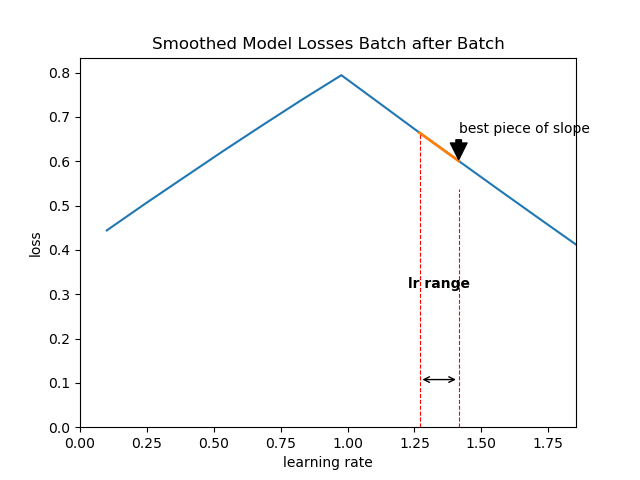 Smoothed Model Losses Batch after Batch
0.8
0.7
0.6
0.5
0.4
0.3
0.2
0.1
0.0
loss
best piece of slope
lr range
0.00 0.25 0.50 0.75 1.00 1.25 1.50 1.75
learning rate